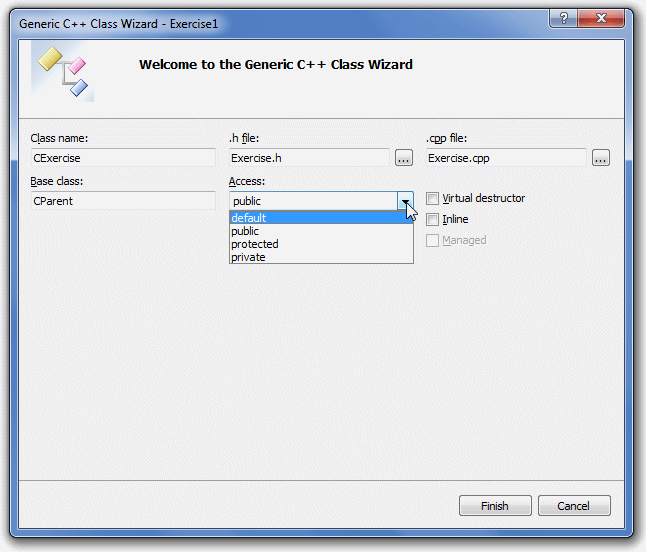 Generic C++ Class Wizard - Exercise1
?
Welcome to the Generic C++ Class Wizard
Class name: .h file: .cpp file:
CExercise Exercise.h ... Exercise.cpp ...
Base class: Access:
CParent public Virtual destructor
default Inline
public
protected Managed
private
Finish Cancel